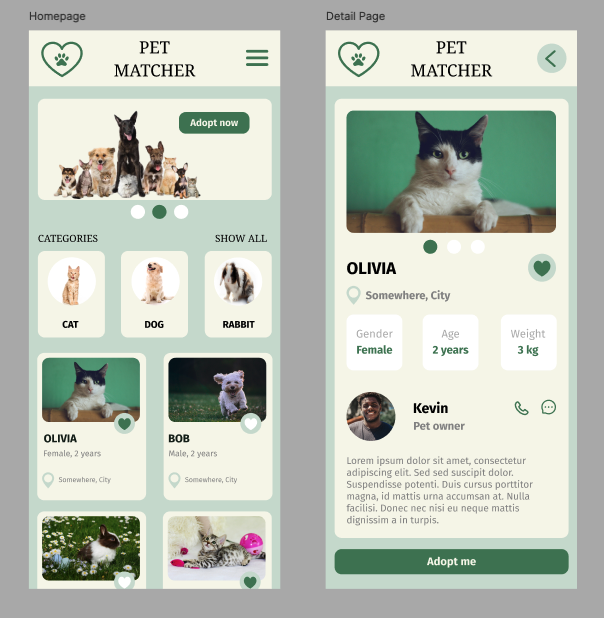 Homepage
PET
MATCHER
Adopt now
CATEGORIES
SHOW ALL
CAT
DOG
RABBIT
OLIVIA
Female, 2 years
Somewhere, City
BOB
Male, 2 years
Somewhere, City
Detail Page
PET
MATCHER
OLIVIA
Somewhere, City
Gender
Female
Age
2 years
Weight
3 kg
Kevin
Pet owner
Lorem ipsum dolor sit amet, consectetur
adipiscing elit. Sed sed suscipit dolor.
Suspendisse potenti. Duis cursus porttitor
magna, id mattis urna accumsan at. Nulla
facilisi. Donec nec nisi eu neque mattis
dignissim a in turpis.
Adopt me